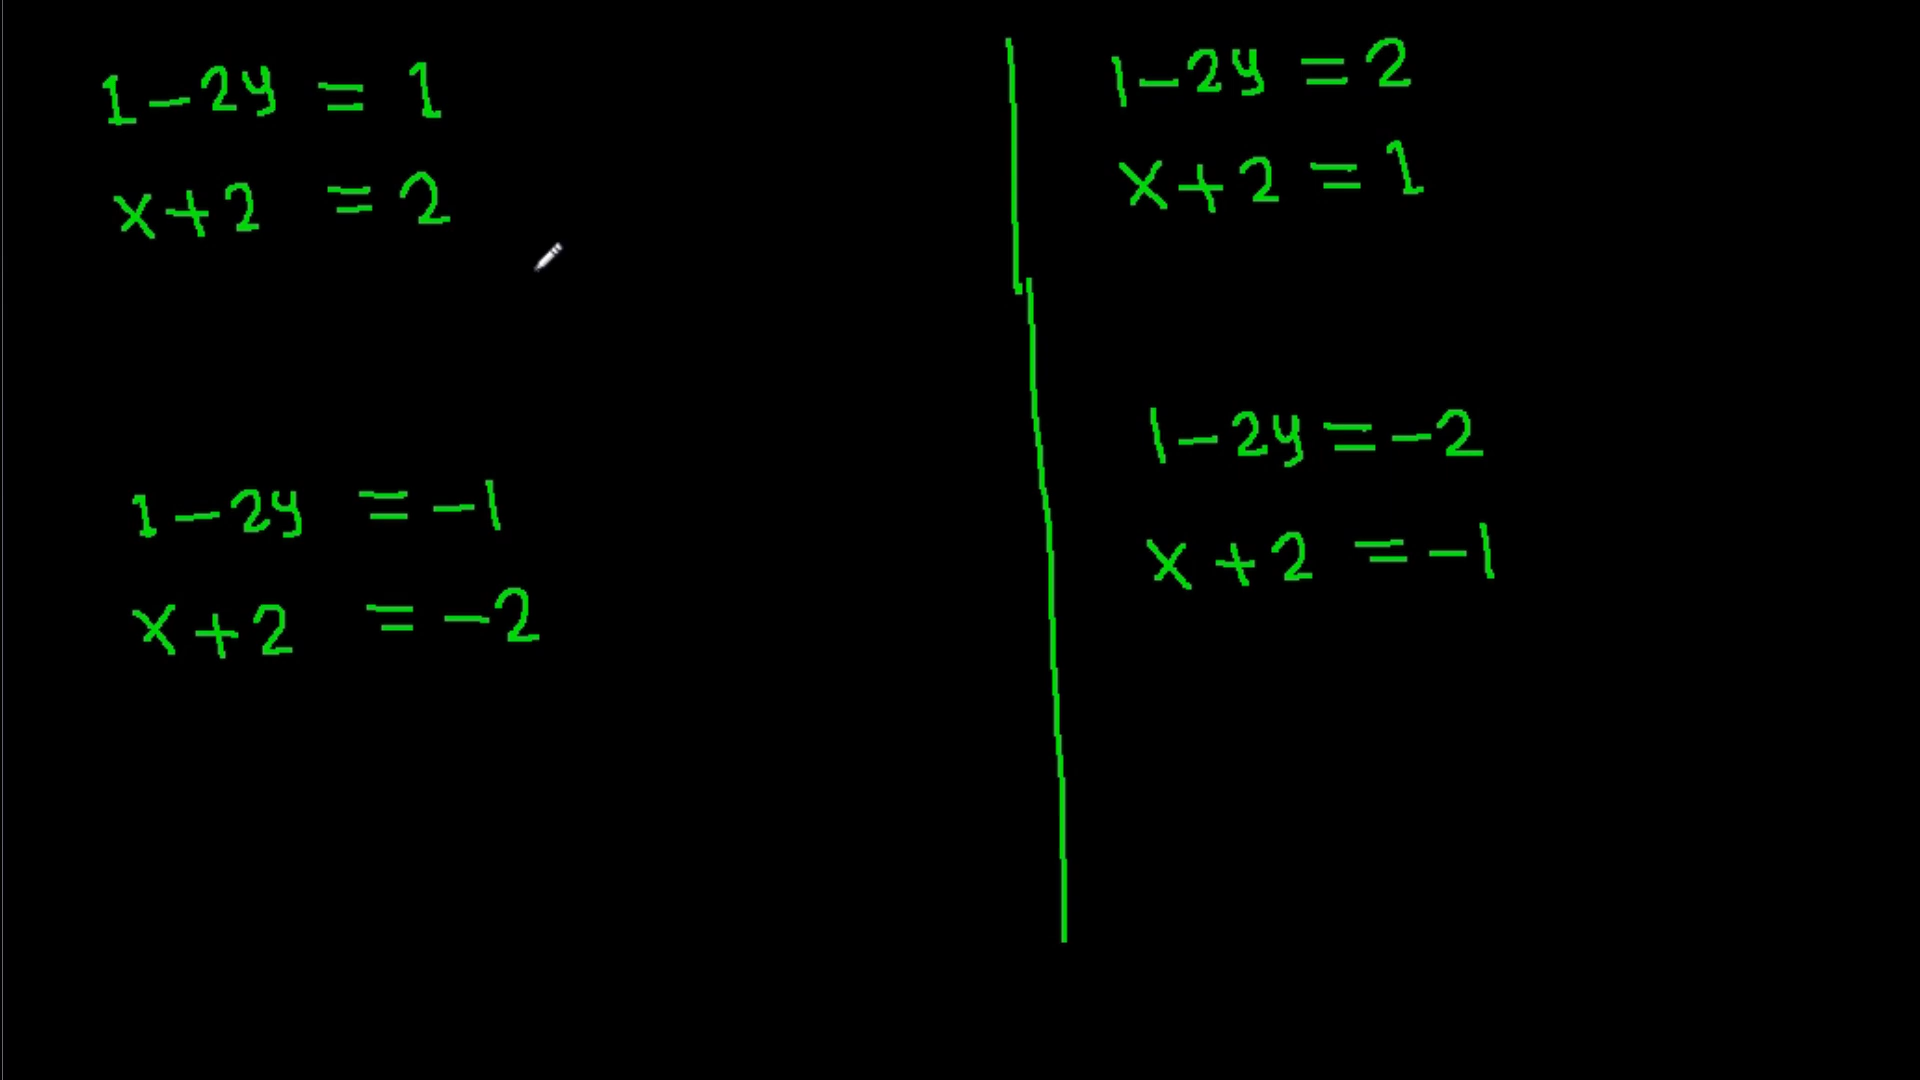 1-2y = 1
x+2 = 2
1-2y = -1
x+2 = -2
1-2y = 2
x+2 = 1
1-2y = -2
x+2 = -1